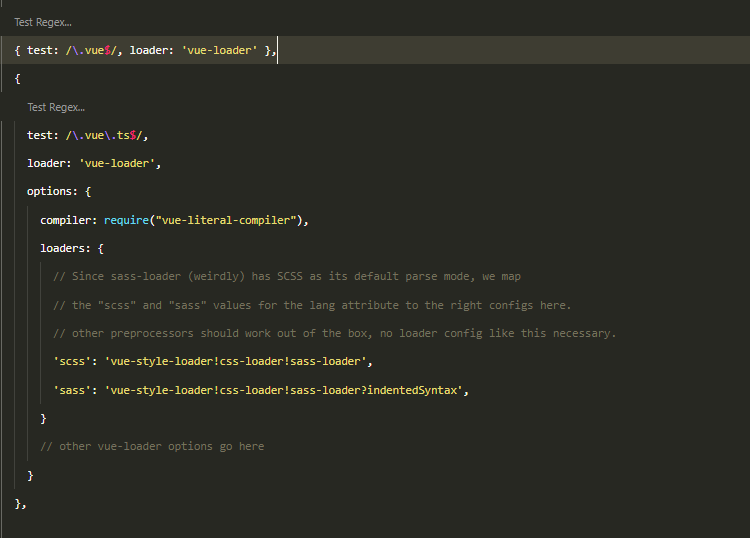 Test Regex...
{ test: /\.vue$/, loader: 'vue-loader' },
{
Test Regex...
test: /\.vue\.ts$/,
loader: 'vue-loader',
options: {
compiler: require("vue-literal-compiler"),
loaders: {
// Since sass-loader (weirdly) has SCSS as its default parse mode, we map
// the "scss" and "sass" values for the lang attribute to the right configs here.
// other preprocessors should work out of the box, no loader config like this necessary.
'scss': 'vue-style-loader!css-loader!sass-loader',
'sass': 'vue-style-loader!css-loader!sass-loader?indentedSyntax',
}
// other vue-loader options go here
}
},